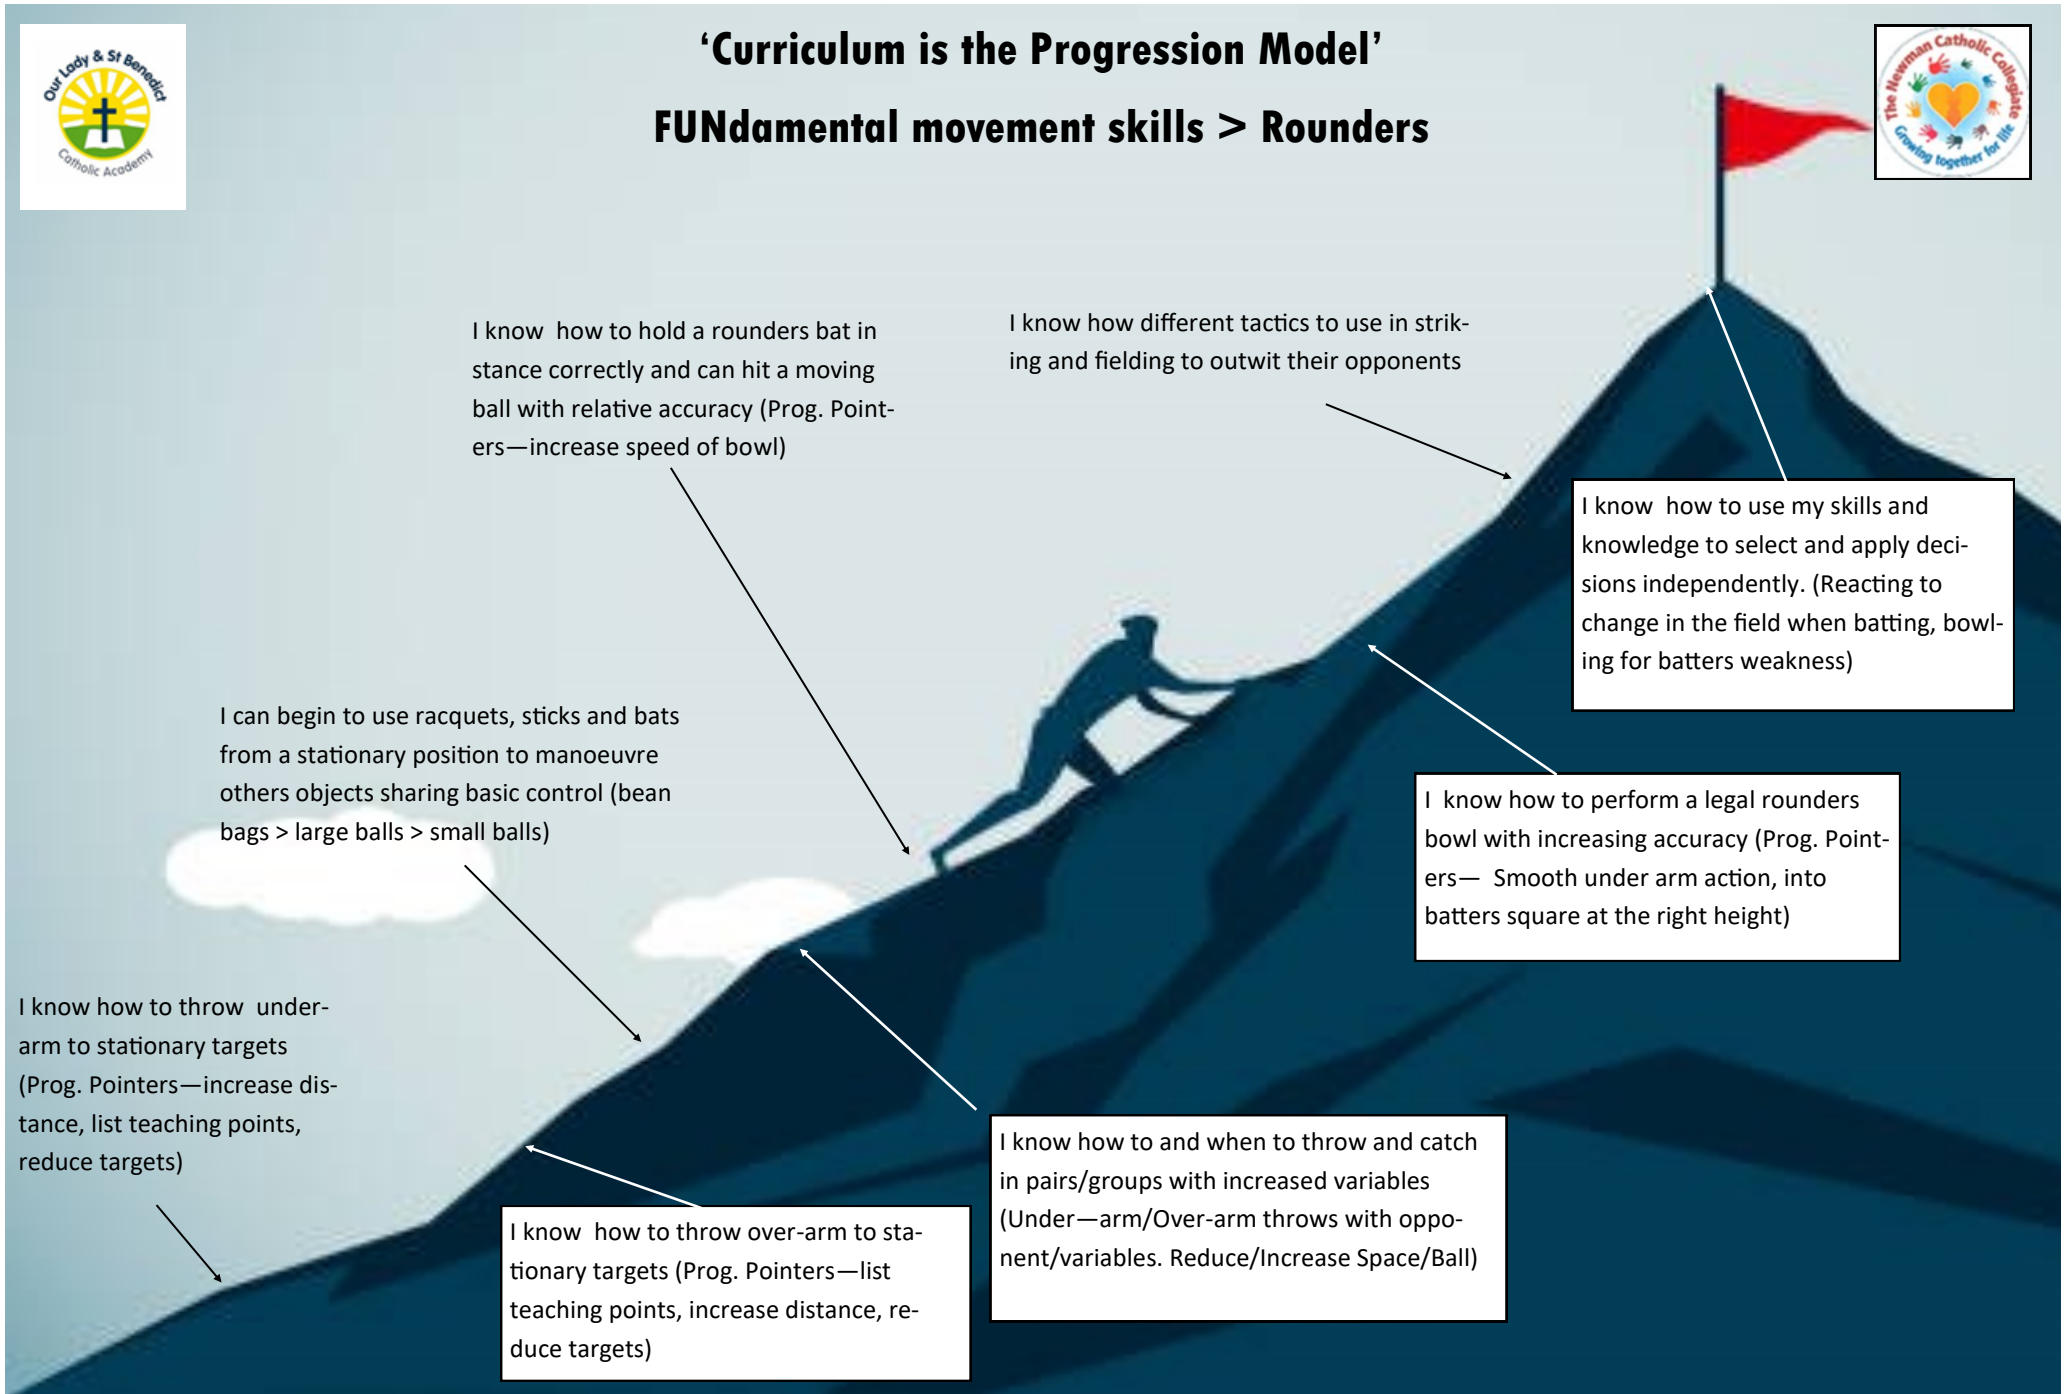 ‘Curriculum is the Progression Model’
FUNdamental movement skills > Rounders
Our Lady & St Benedict
Catholic Academy
The Newman Catholic Collegiate
Growing together for life
I know how to hold a rounders bat in
stance correctly and can hit a moving
ball with relative accuracy (Prog. Point-
ers—increase speed of bowl)
I know how different tactics to use in strik-
ing and fielding to outwit their opponents
I know how to use my skills and
knowledge to select and apply deci-
sions independently. (Reacting to
change in the field when batting, bowl-
ing for batters weakness)
I can begin to use racquets, sticks and bats
from a stationary position to manoeuvre
others objects sharing basic control (bean
bags > large balls > small balls)
I know how to perform a legal rounders
bowl with increasing accuracy (Prog. Point-
ers— Smooth under arm action, into
batters square at the right height)
I know how to throw under-
arm to stationary targets
(Prog. Pointers—increase dis-
tance, list teaching points,
reduce targets)
I know how to throw over-arm to sta-
tionary targets (Prog. Pointers—list
teaching points, increase distance, re-
duce targets)
I know how to and when to throw and catch
in pairs/groups with increased variables
(Under—arm/Over-arm throws with oppo-
nent/variables. Reduce/Increase Space/Ball)